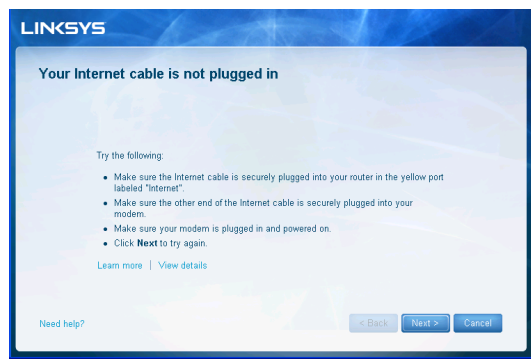 LINKSYS
Your Internet cable is not plugged in
Try the following:
• Make sure the Internet cable is securely plugged into your router in the yellow port
labeled "Internet".
• Make sure the other end of the Internet cable is securely plugged into your
modem.
• Make sure your modem is plugged in and powered on.
• Click Next to try again.
Learn more | View details
Need help? < Back Next > Cancel